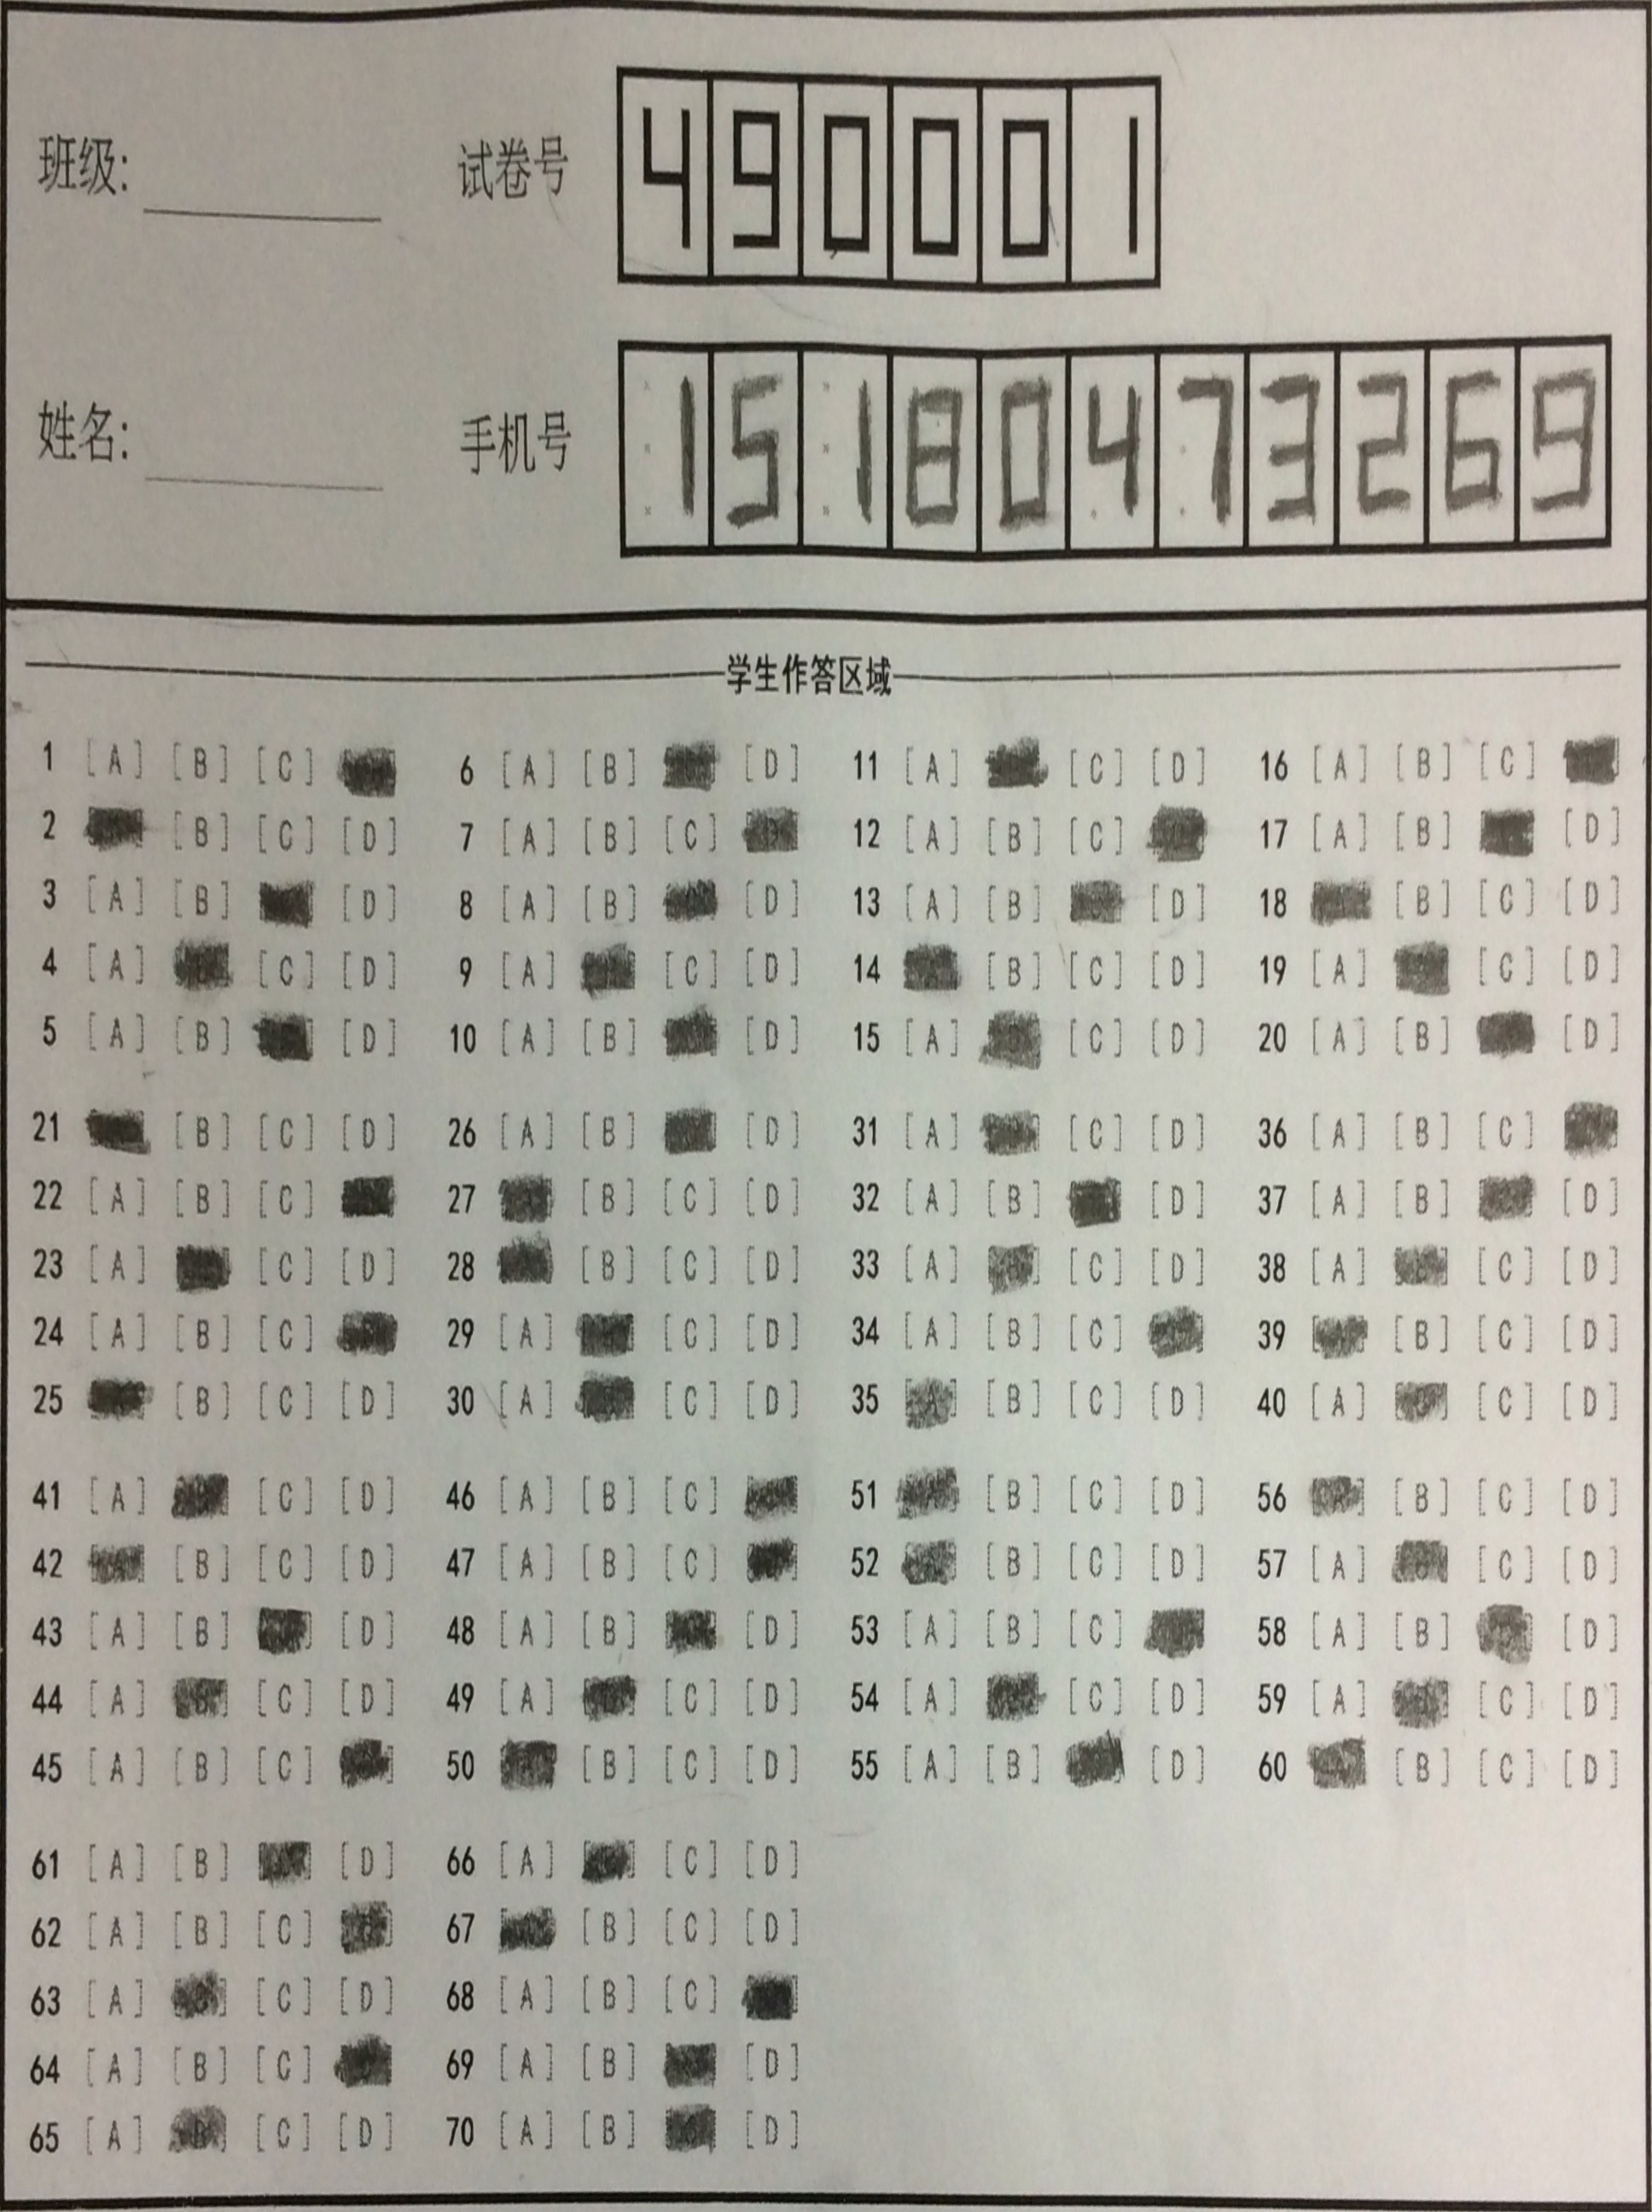 班级: 试卷号 490001
姓名: 手机号 15180473269
学生作答区域
1 [A] [B] [C] 6 [A] [B] [D] 11 [A] [C] [D] 16 [A] [B] [C]
2 [B] [C] [D] 7 [A] [B] [C] 12 [A] [B] [C] 17 [A] [B] [D]
3 [A] [B] [D] 8 [A] [B] [D] 13 [A] [B] [D] 18 [B] [C] [D]
4 [A] [C] [D] 9 [A] [C] [D] 14 [B] [C] [D] 19 [A] [C] [D]
5 [A] [B] [D] 10 [A] [B] [D] 15 [A] [C] [D] 20 [A] [B] [D]
21 [B] [C] [D] 26 [A] [B] [D] 31 [A] [C] [D] 36 [A] [B] [C]
22 [A] [B] [C] 27 [B] [C] [D] 32 [A] [B] [D] 37 [A] [B] [D]
23 [A] [C] [D] 28 [B] [C] [D] 33 [A] [C] [D] 38 [A] [C] [D]
24 [A] [B] [C] 29 [A] [C] [D] 34 [A] [B] [C] 39 [B] [C] [D]
25 [B] [C] [D] 30 [A] [C] [D] 35 [A] [B] [C] [D] 40 [A] [C] [D]
41 [A] [C] [D] 46 [A] [B] [C] 51 [B] [C] [D] 56 [B] [C] [D]
42 [B] [C] [D] 47 [A] [B] [C] 52 [B] [C] [D] 57 [A] [C] [D]
43 [A] [B] [D] 48 [A] [B] [D] 53 [A] [B] [C] 58 [A] [B] [D]
44 [A] [C] [D] 49 [A] [C] [D] 54 [A] [C] [D] 59 [A] [C] [D]
45 [A] [B] [C] 50 [B] [C] [D] 55 [A] [B] [D] 60 [B] [C] [D]
61 [A] [B] [D] 66 [A] [C] [D]
62 [A] [B] [C] 67 [B] [C] [D]
63 [A] [C] [D] 68 [A] [B] [C]
64 [A] [B] [C] 69 [A] [B] [D]
65 [A] [C] [D] 70 [A] [B] [D]